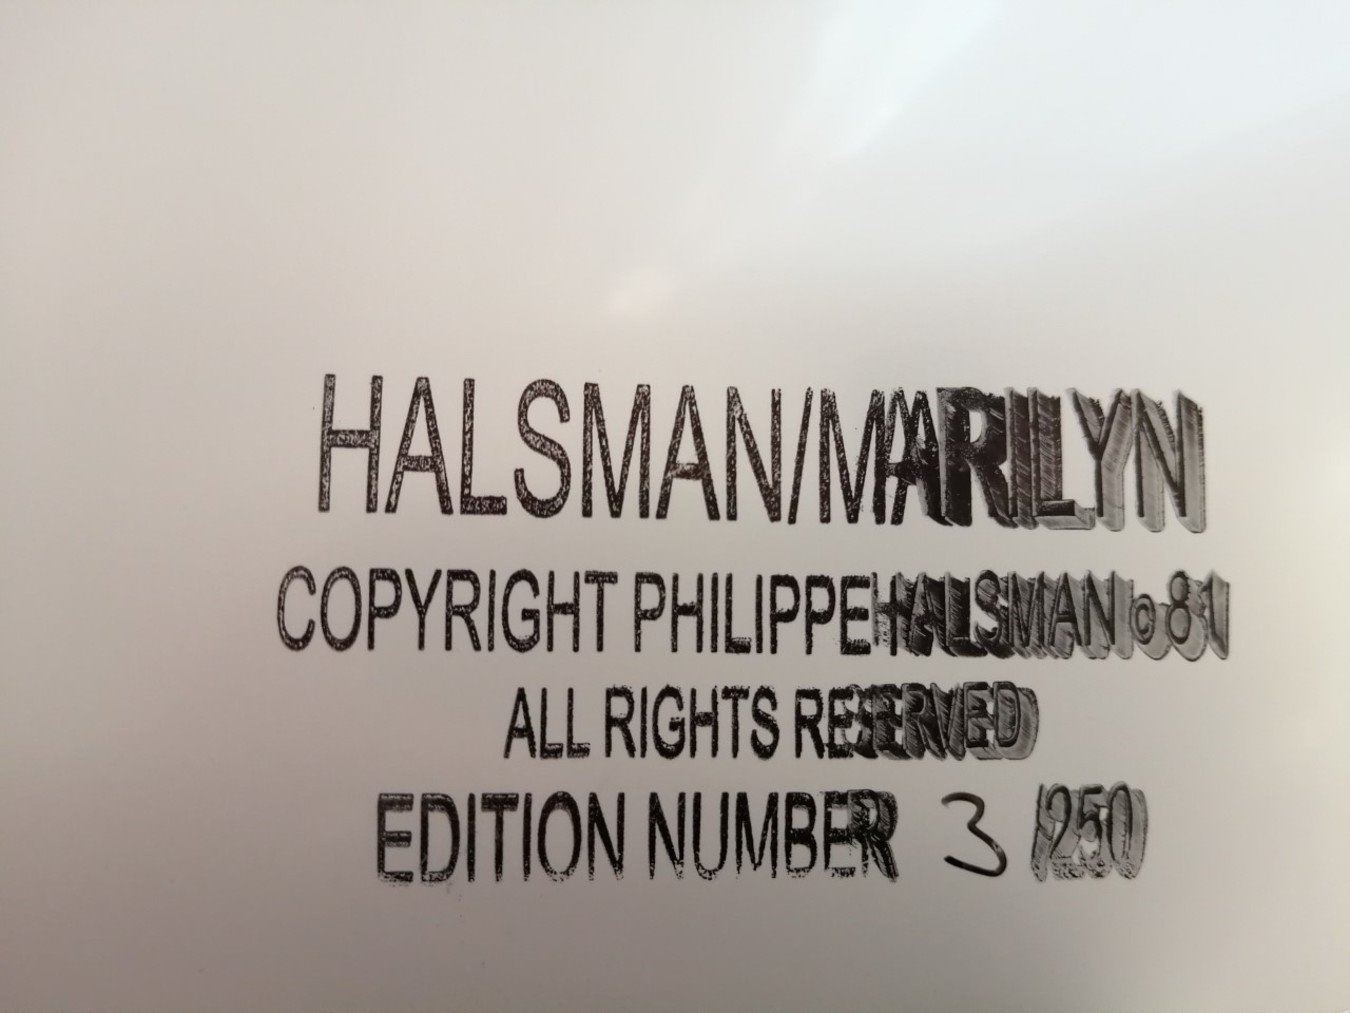 HALSMAN/MARILYN
COPYRIGHT PHILIPPE HALSMAN © 81
ALL RIGHTS RESERVED
EDITION NUMBER 3 /250